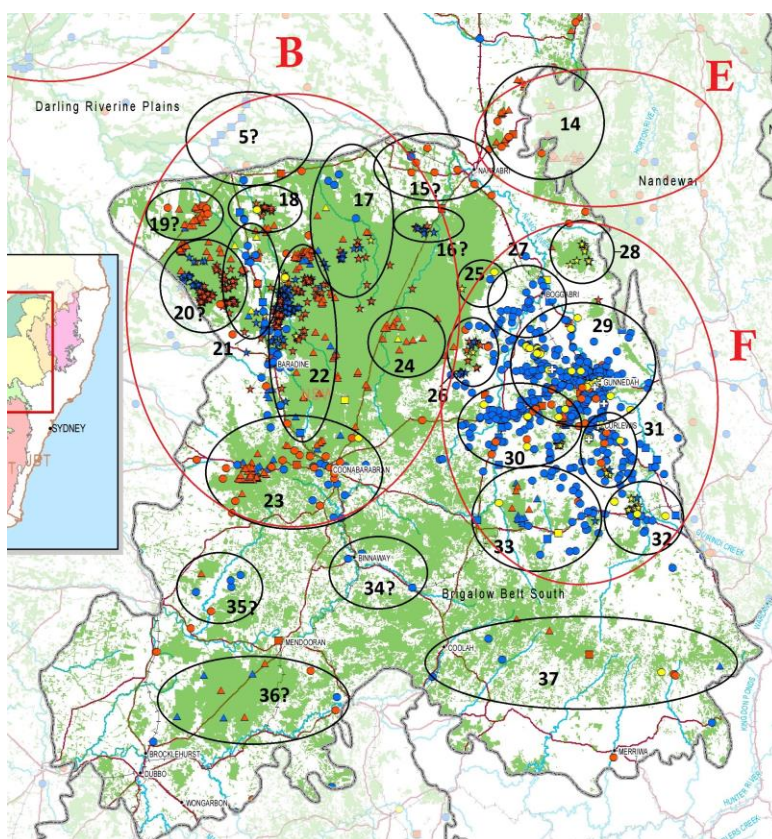 B
E
Darling Riverine Plains
5?
14
NARRABRI
Nandewar
15?
17
18
19?
16?
27
28
25
20?
BOGGABRI
29
F
21
BARADINE
22
24
26
GUNNEDAH
31
CURLEWIS
30
SYDNEY
23
COONABARABRAN
33
32
BINNAWAY
34?
35?
Brigalow Belt South
MENDOORAN
COOLAH
37
36?
MERRIWA
BROCKLEHURST
DUBBO
WONGARBON
HUNTER RIVER